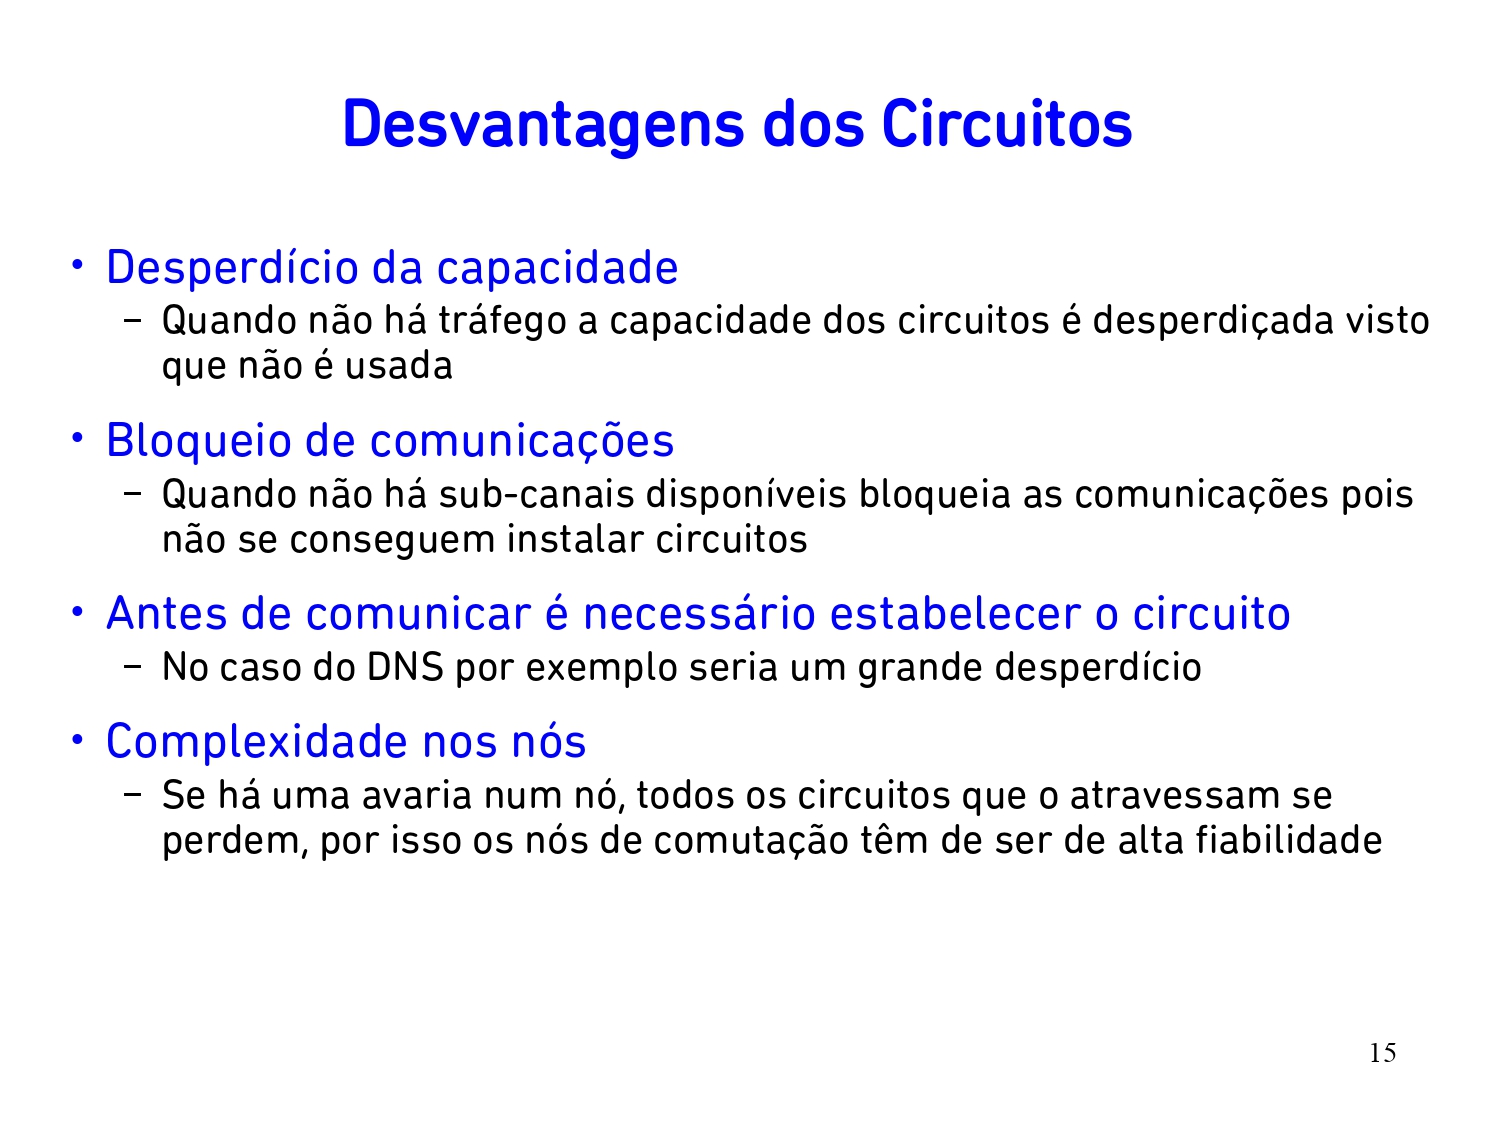 Desvantagens dos Circuitos
• Desperdício da capacidade
– Quando não há tráfego a capacidade dos circuitos é desperdiçada visto
que não é usada
• Bloqueio de comunicações
– Quando não há sub-canais disponíveis bloqueia as comunicações pois
não se conseguem instalar circuitos
• Antes de comunicar é necessário estabelecer o circuito
– No caso do DNS por exemplo seria um grande desperdício
• Complexidade nos nós
– Se há uma avaria num nó, todos os circuitos que o atravessam se
perdem, por isso os nós de comutação têm de ser de alta fiabilidade
15